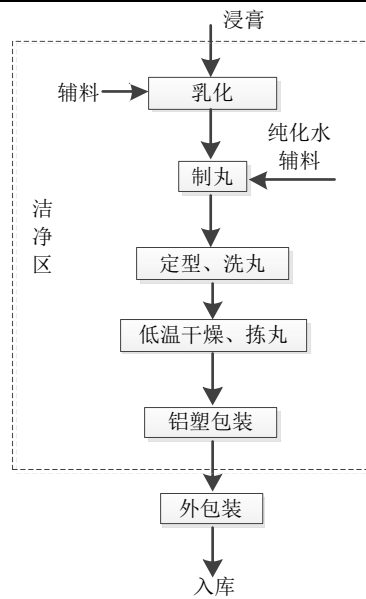 浸膏
辅料
乳化
纯化水
辅料
制丸
洁
净
区
定型、洗丸
低温干燥、拣丸
铝塑包装
外包装
入库